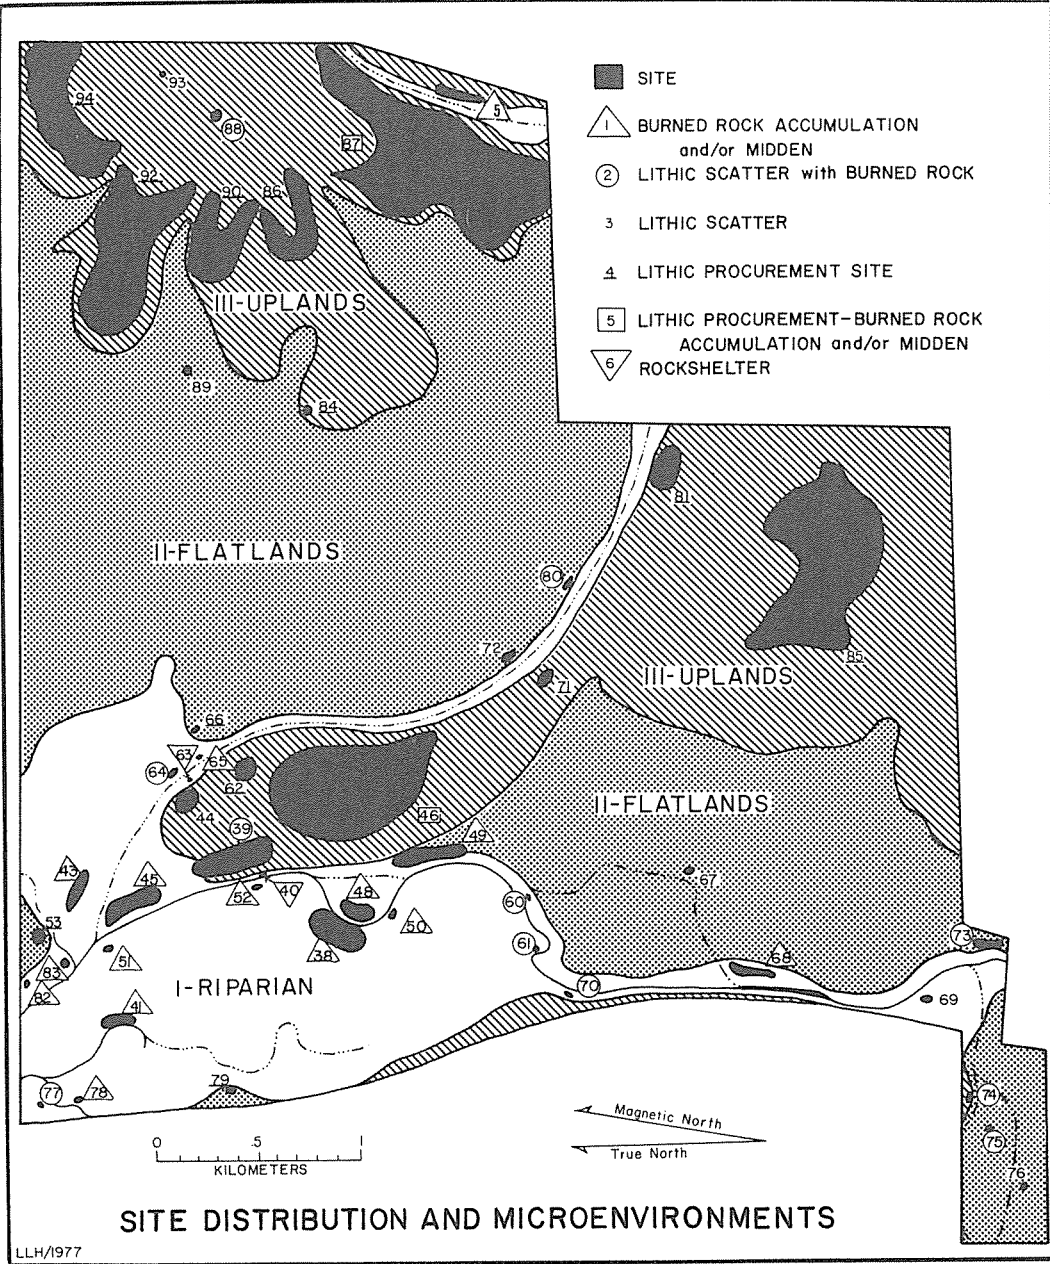 SITE
1 BURNED ROCK ACCUMULATION
and/or MIDDEN
2 LITHIC SCATTER with BURNED ROCK
3 LITHIC SCATTER
4 LITHIC PROCUREMENT SITE
5 LITHIC PROCUREMENT-BURNED ROCK
ACCUMULATION and/or MIDDEN
6 ROCKSHELTER
93
94
5
88
87
92
90
86
III-UPLANDS
89
84
81
II-FLATLANDS
80
72
85
71
III-UPLANDS
66
63
65
64
62
II-FLATLANDS
44
39
46
49
43
45
67
52
40
48
60
53
50
73
61
38
51
68
83
I-RIPARIAN
70
82
41
69
79
77
78
74
Magnetic North
75
True North
0 .5 1
KILOMETERS
76
SITE DISTRIBUTION AND MICROENVIRONMENTS
LLH/1977